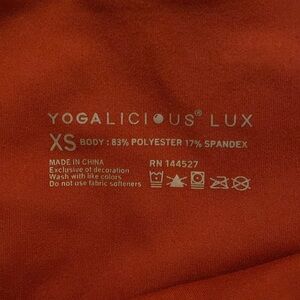 YOGALICIOUS® LUX
XS BODY : 83% POLYESTER 17% SPANDEX
MADE IN CHINA RN 144527
Exclusive of decoration
Wash with like colors
Do not use fabric softeners